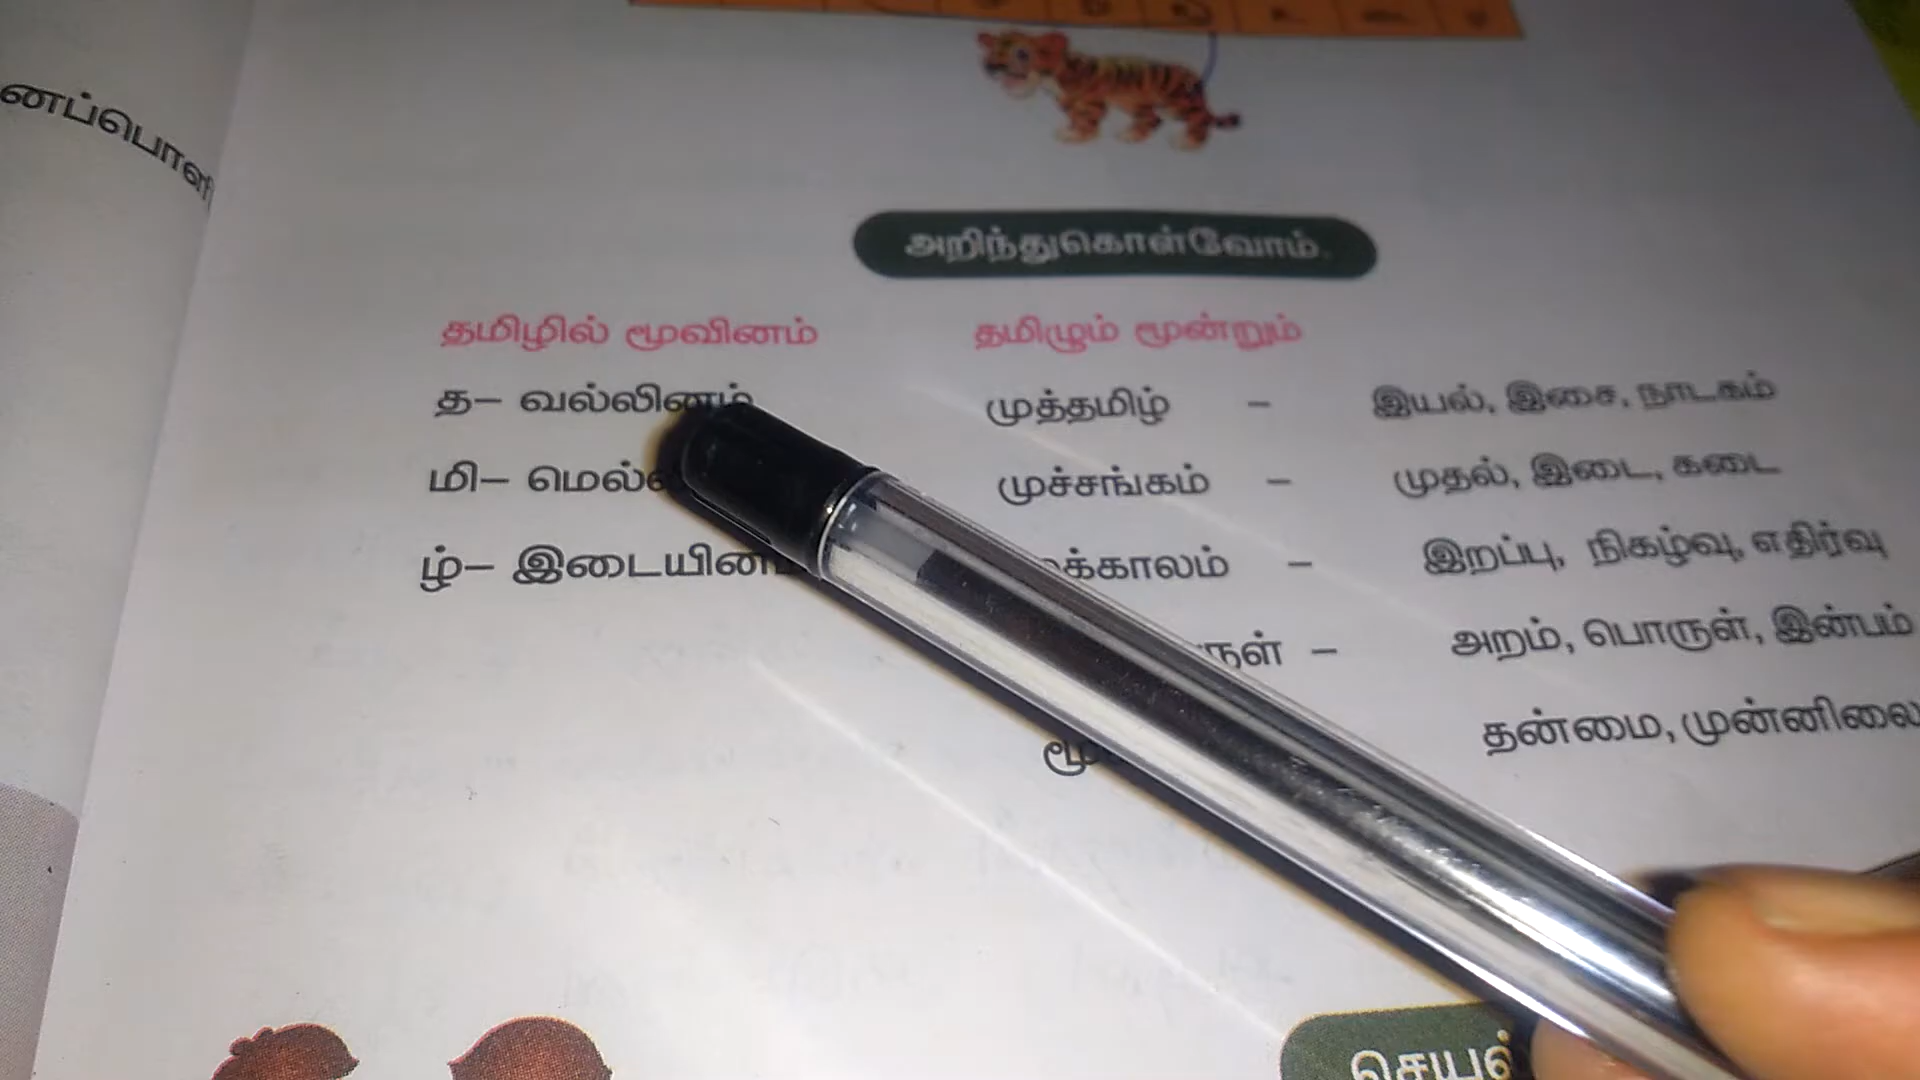 னப்பொளி
அறிந்துகொள்வோம்.
தமிழில் மூவினம்
த– வல்லினம்
மி– மெல்
ழ்– இடையின
தமிழும் மூன்றும்
முத்தமிழ் – இயல், இசை, நாடகம்
முச்சங்கம் – முதல், இடை, கடை
க்காலம் – இறப்பு, நிகழ்வு, எதிர்வு
ருள் – அறம், பொருள், இன்பம்
மூ தன்மை, முன்னிலை
செயல்